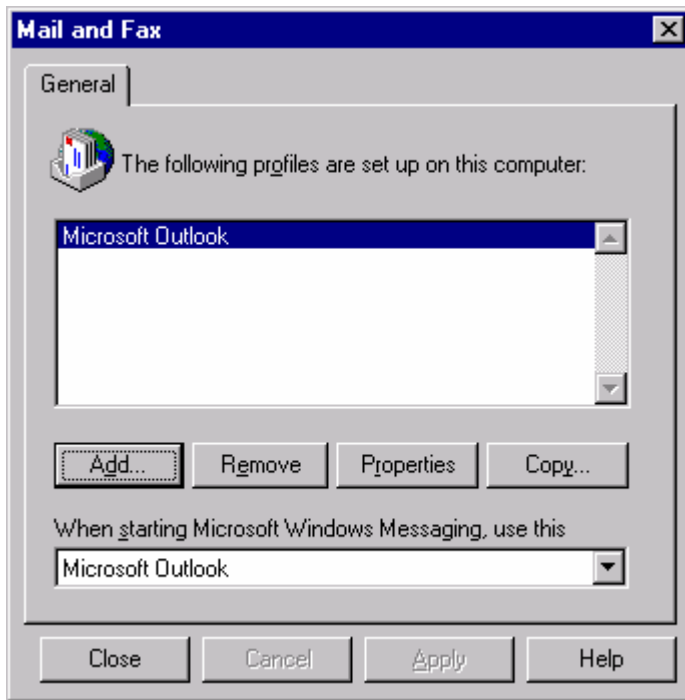 Mail and Fax
General
The following profiles are set up on this computer:
Microsoft Outlook
Add... Remove Properties Copy...
When starting Microsoft Windows Messaging, use this
Microsoft Outlook
Close Cancel Apply Help